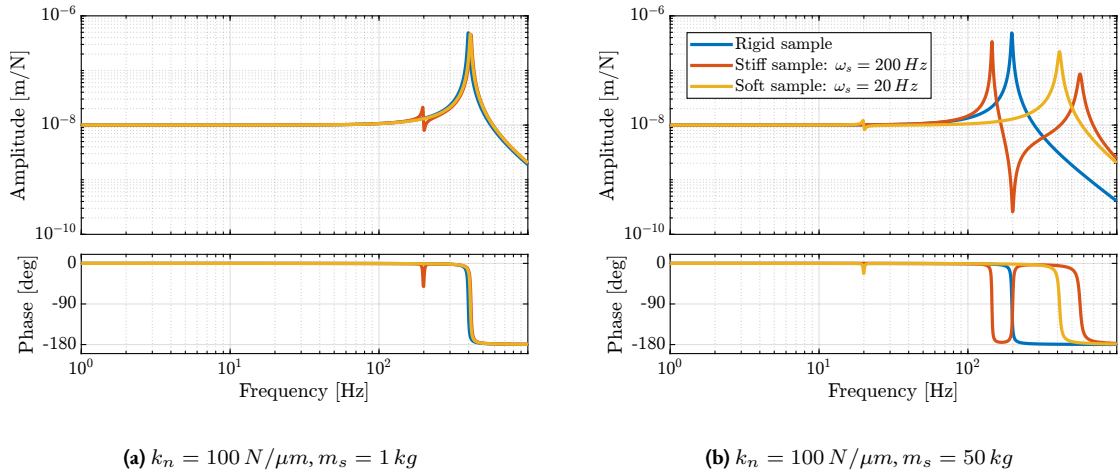 10^{-6}
10^{-8}
10^{-10}
Amplitude [m/N]
0
-90
-180
Phase [deg]
10^{0}
10^{1}
10^{2}
Frequency [Hz]
(a) k_n = 100 N/μm, m_s = 1 kg
10^{-6}
10^{-8}
10^{-10}
Amplitude [m/N]
Rigid sample
Stiff sample: ω_s = 200 Hz
Soft sample: ω_s = 20 Hz
0
-90
-180
Phase [deg]
10^{0}
10^{1}
10^{2}
Frequency [Hz]
(b) k_n = 100 N/μm, m_s = 50 kg